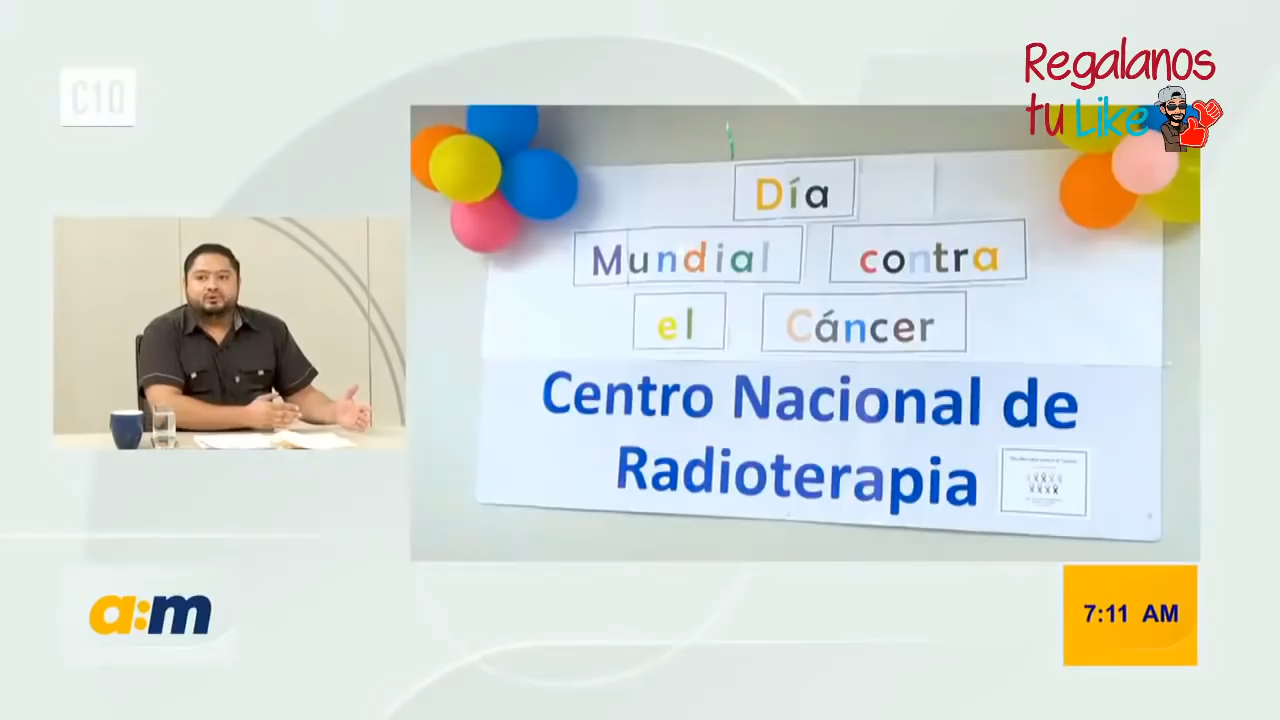 C10
Regalanos
tu Like
Día
Mundial contra
el Cáncer
Centro Nacional de
Radioterapia
a:m
7:11 AM